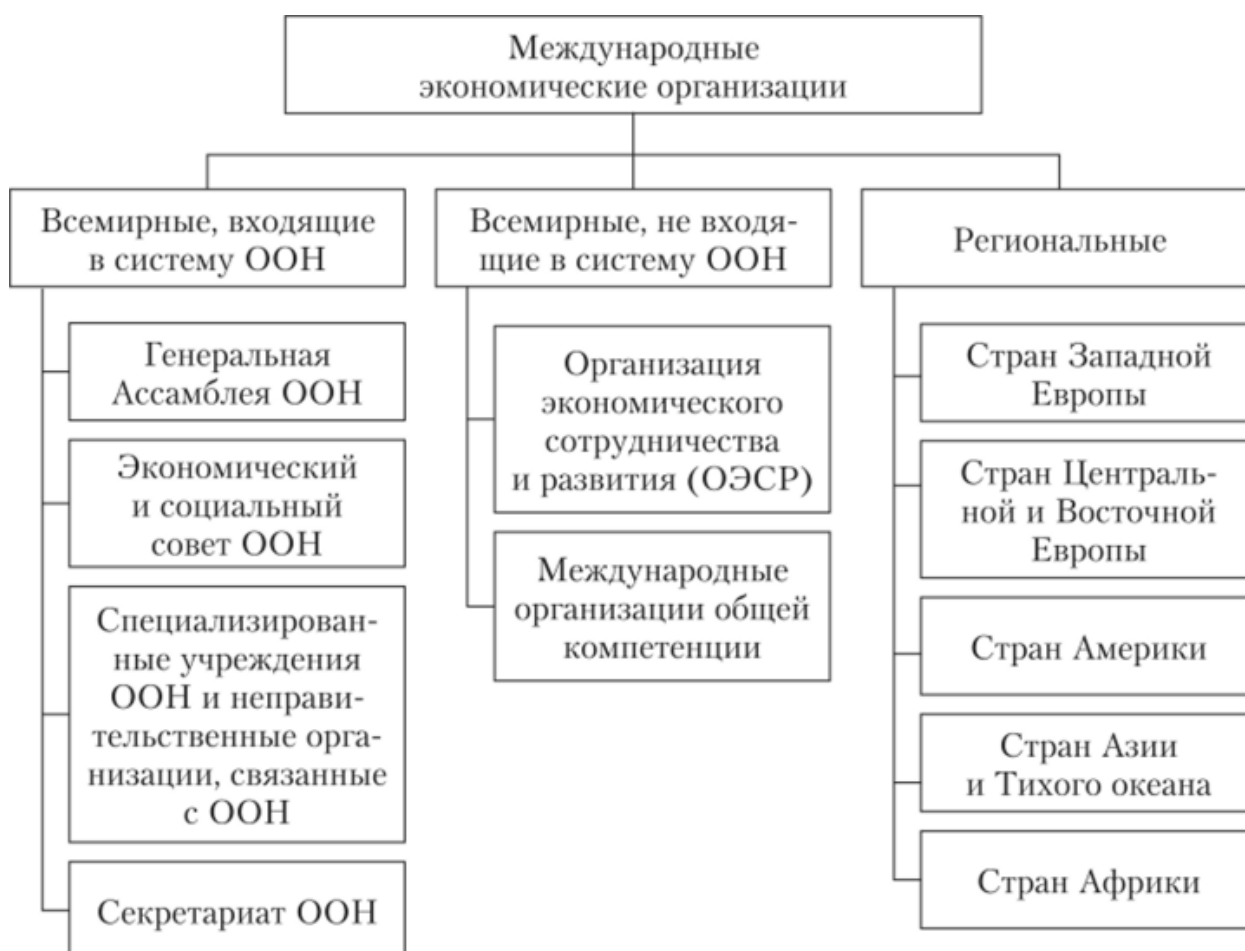 Международные
экономические организации
Всемирные, входящие
в систему ООН
Генеральная
Ассамблея ООН
Экономический
и социальный
совет ООН
Специализирован-
ные учреждения
ООН и неправи-
тельственные орга-
низации, связанные
с ООН
Секретариат ООН
Всемирные, не входя-
щие в систему ООН
Организация
экономического
сотрудничества
и развития (ОЭСР)
Международные
организации общей
компетенции
Региональные
Стран Западной
Европы
Стран Централь-
ной и Восточной
Европы
Стран Америки
Стран Азии
и Тихого океана
Стран Африки